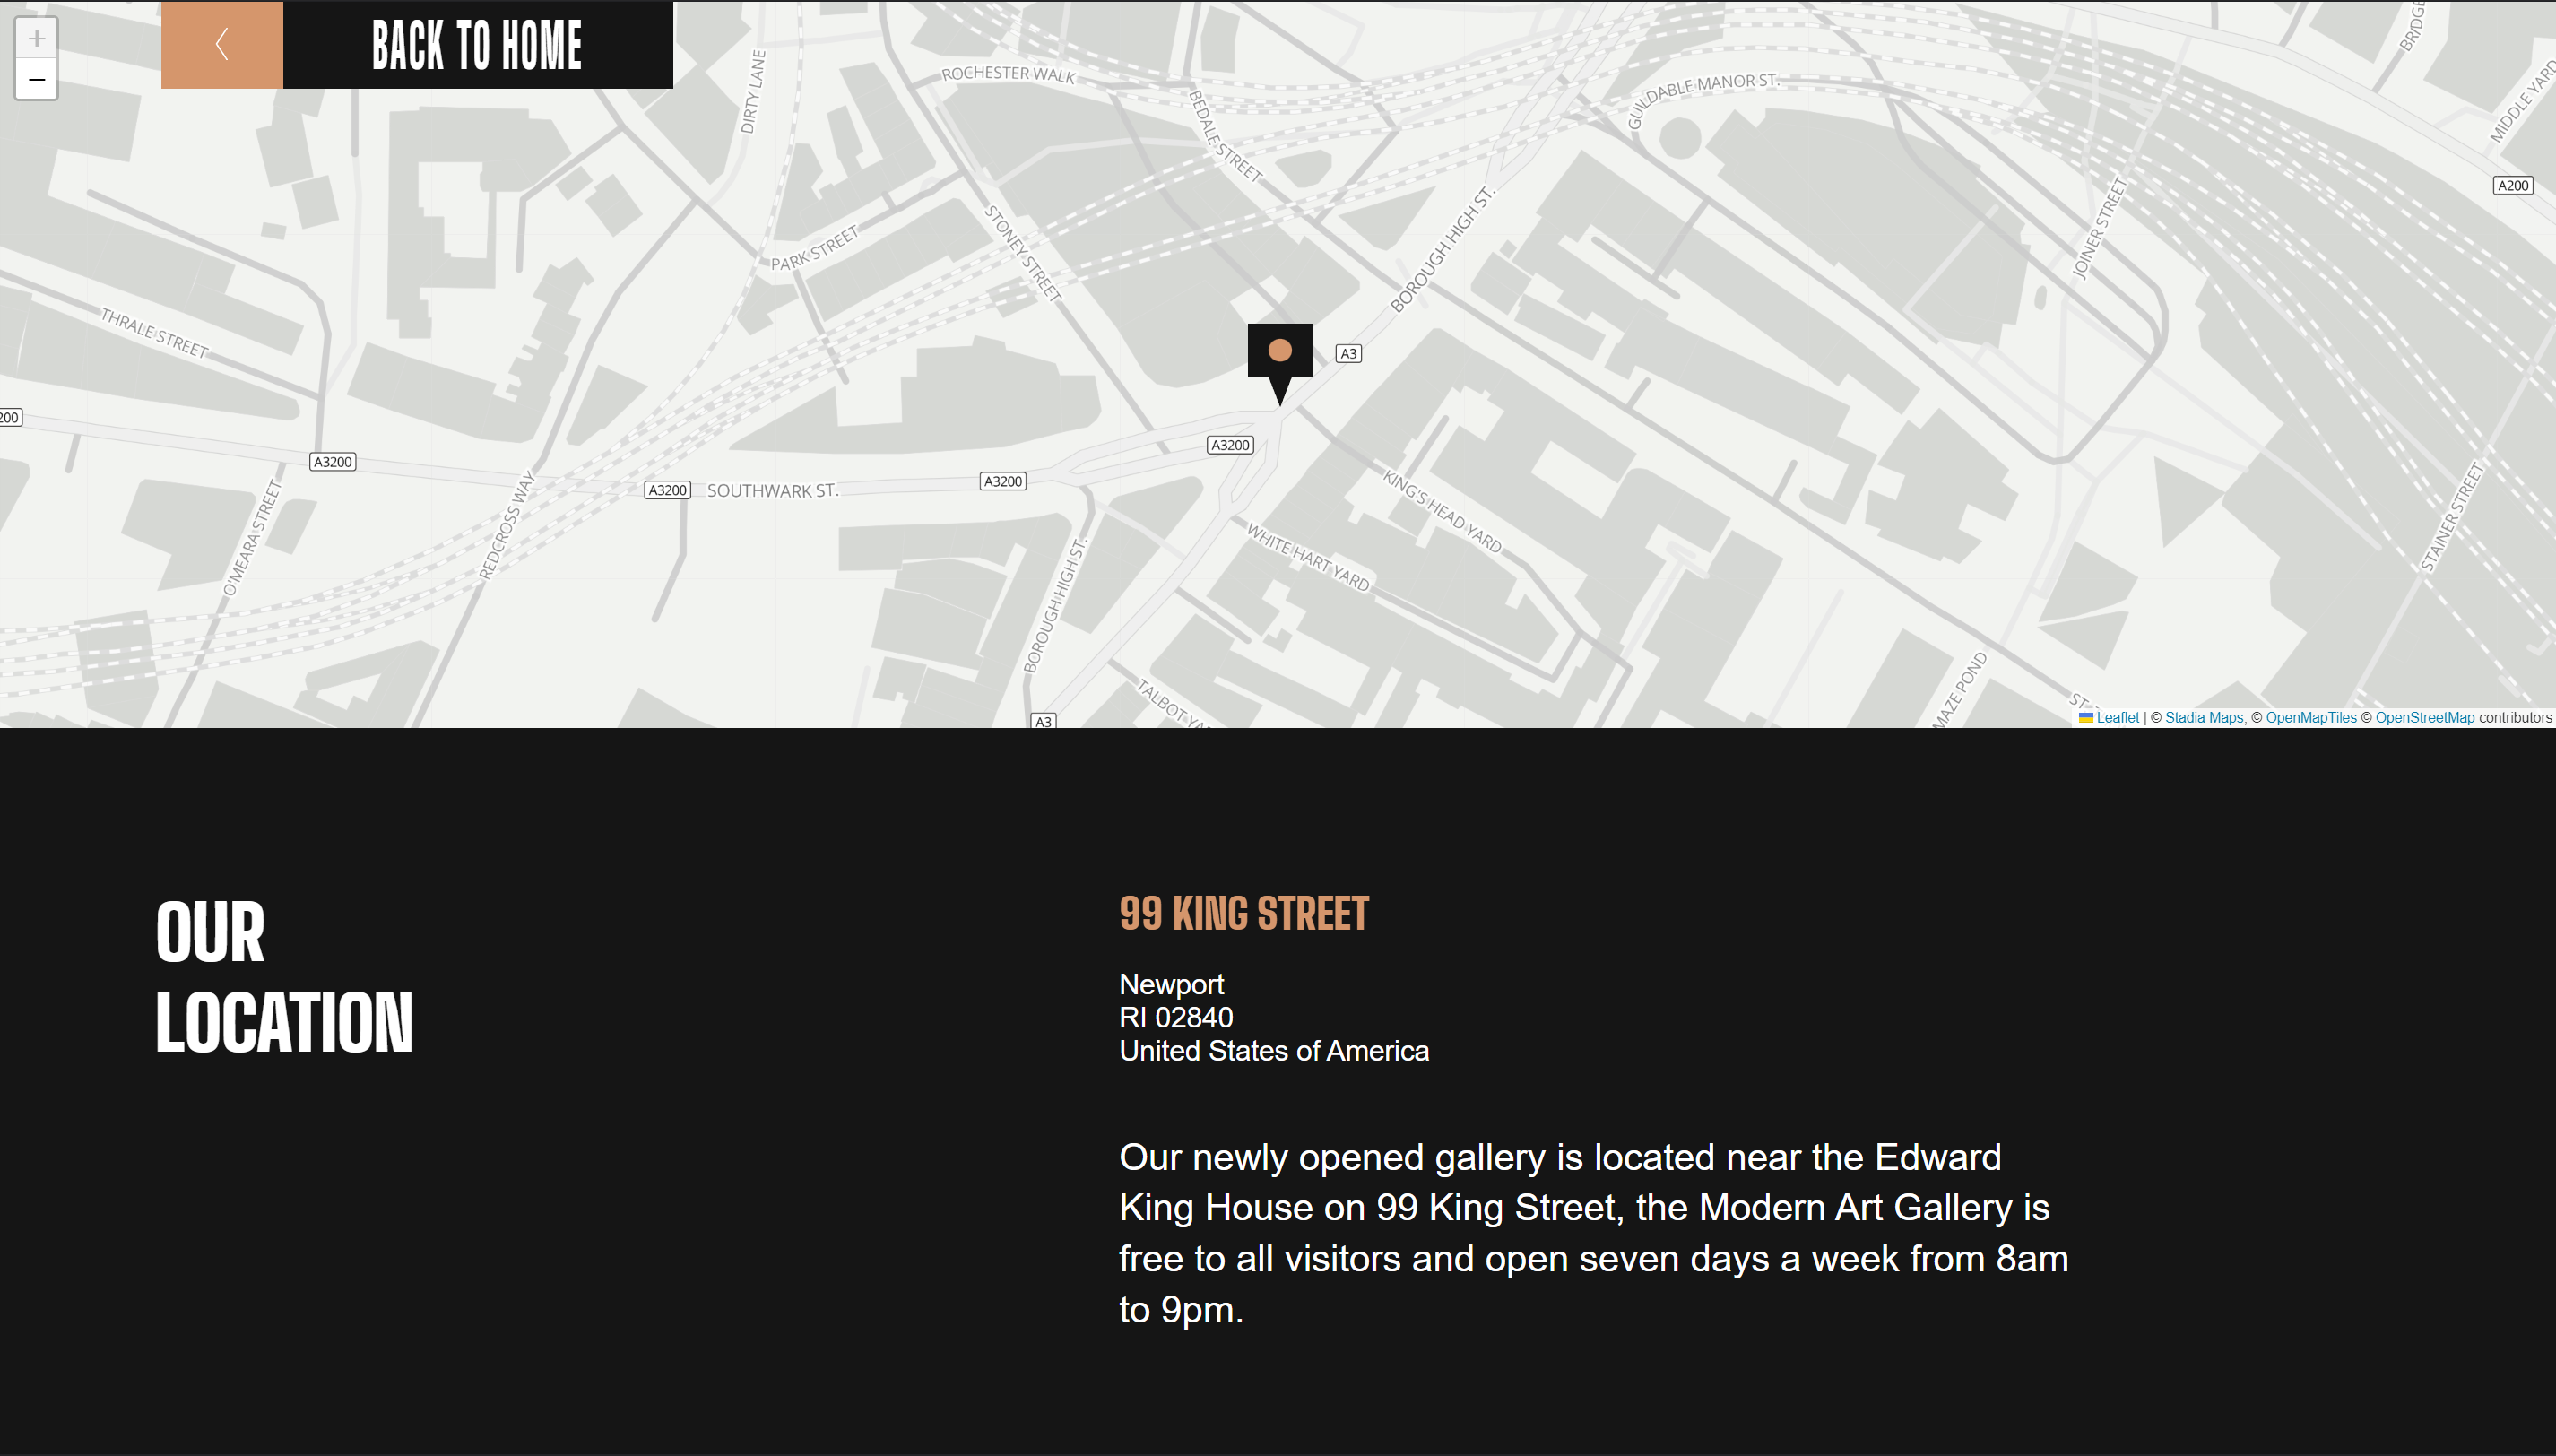 +
−
BACK TO HOME
ROCHESTER WALK
DIRTY LANE
BEDALE STREET
GUILDABLE MANOR ST.
MIDDLE YARD
A200
JOINER STREET
STONEY STREET
PARK STREET
BOROUGH HIGH ST.
THRALE STREET
A3
A3200
A3200
A3200
A3200
SOUTHWARK ST.
O'MEARA STREET
REDCROSS WAY
KING'S HEAD YARD
WHITE HART YARD
STAINER STREET
BOROUGH HIGH ST.
MAZE POND
TALBOT YA
A3
Leaflet | © Stadia Maps, © OpenMapTiles © OpenStreetMap contributors
OUR
LOCATION
99 KING STREET
Newport
RI 02840
United States of America
Our newly opened gallery is located near the Edward
King House on 99 King Street, the Modern Art Gallery is
free to all visitors and open seven days a week from 8am
to 9pm.